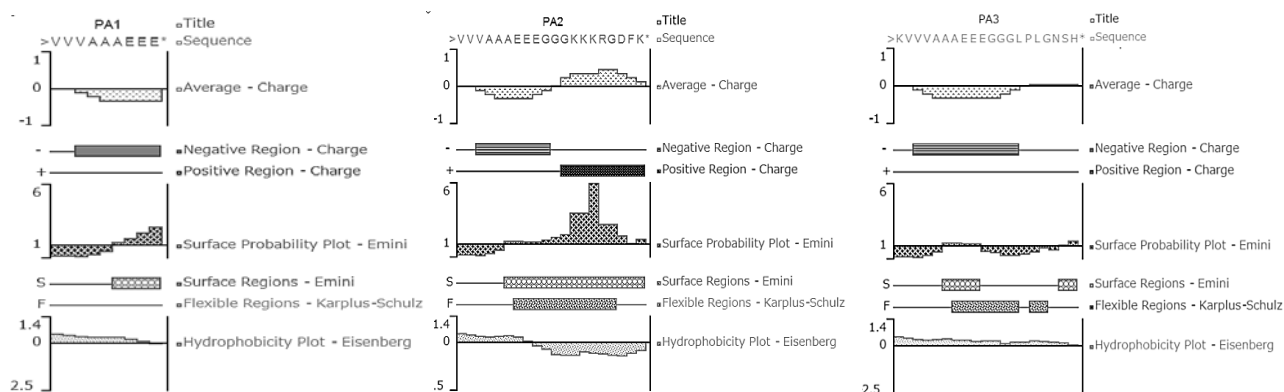 PA1
□Title
>VVVAAAEEE*
□Sequence
1
0
-1
□Average - Charge
-
■Negative Region - Charge
+
■Positive Region - Charge
6
1
□Surface Probability Plot - Emini
S
□Surface Regions - Emini
F
□Flexible Regions - Karplus-Schulz
1.4
0
2.5
□Hydrophobicity Plot - Eisenberg
PA2
□Title
>VVVAAAEEEGGGKKKRGDFK*
□Sequence
1
0
-1
□Average - Charge
-
■Negative Region - Charge
+
■Positive Region - Charge
6
1
■Surface Probability Plot - Emini
S
□Surface Regions - Emini
F
□Flexible Regions - Karplus-Schulz
1.4
0
.5
□Hydrophobicity Plot - Eisenberg
PA3
□Title
>KVVVAAAEEEGGGLPLGNSH*
□Sequence
1
0
-1
□Average - Charge
-
■Negative Region - Charge
+
■Positive Region - Charge
6
1
■Surface Probability Plot - Emini
S
□Surface Regions - Emini
F
■Flexible Regions - Karplus-Schulz
1.4
0
2.5
□Hydrophobicity Plot - Eisenberg